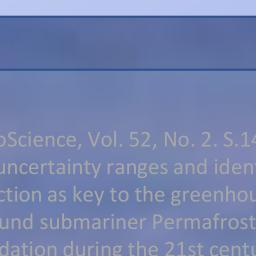 oScience, Vol. 52, No. 2. S.14
uncertainty ranges and iden
ction as key to the greenhou
und submariner Permafrost
dation during the 21st centu